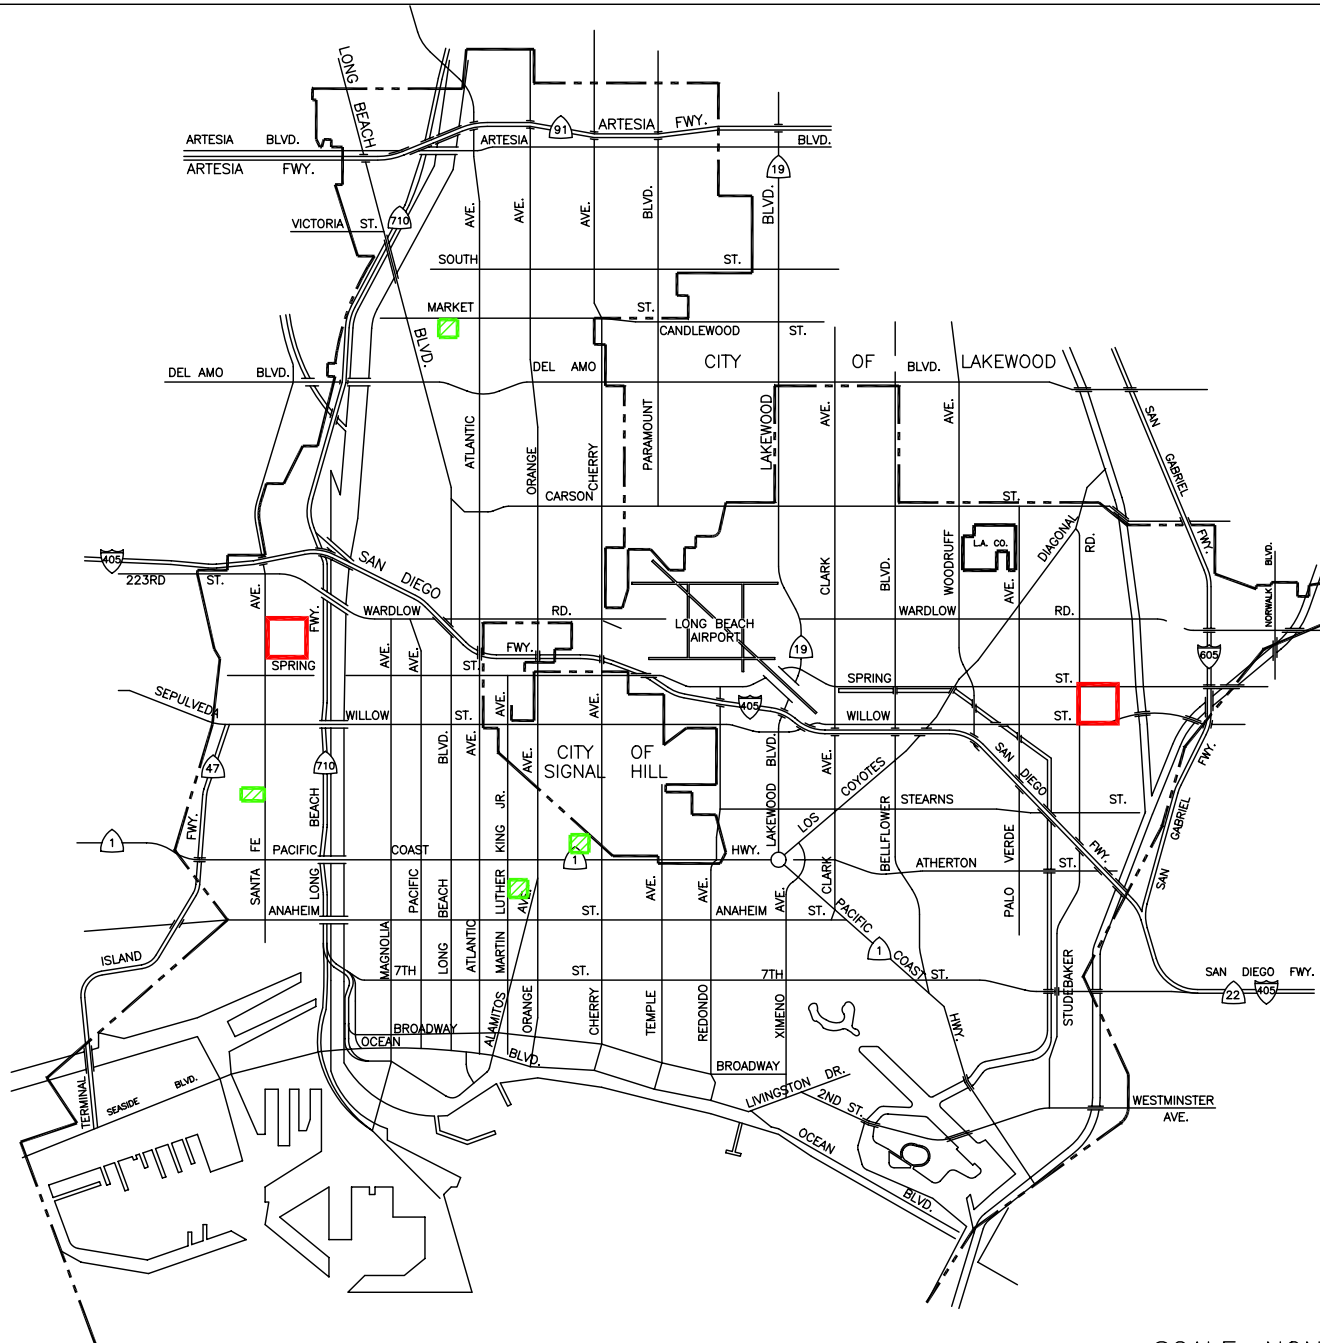 LONG BEACH
BLVD.
ARTESIA BLVD.
ARTESIA FWY.
91
ARTESIA FWY.
ARTESIA BLVD.
19
VICTORIA ST.
710
AVE.
AVE.
AVE.
BLVD.
BLVD.
SOUTH ST.
MARKET ST.
CANDLEWOOD ST.
CITY OF LAKEWOOD
DEL AMO BLVD.
DEL AMO BLVD.
ATLANTIC
ORANGE
CHERRY
PARAMOUNT
LAKEWOOD
AVE.
AVE.
SAN GABRIEL FWY.
CARSON ST.
405
223RD ST.
SAN DIEGO FWY.
AVE.
FWY.
WARDLOW RD.
WARDLOW RD.
LONG BEACH
AIRPORT
CLARK
BLVD.
WOODRUFF
L.A. CO.
AVE.
DIAGONAL
RD.
NORWALK BLVD.
SPRING ST.
AVE.
AVE.
19
605
SPRING ST.
SEPULVEDA
WILLOW ST.
AVE.
AVE.
405
WILLOW ST.
47
710
BLVD.
AVE.
AVE.
CITY OF
SIGNAL HILL
BLVD.
AVE.
LOS COYOTES
SAN DIEGO FWY.
STEARNS ST.
SAN GABRIEL FWY.
1
FWY.
SANTA FE
LONG BEACH
PACIFIC COAST HWY.
1
LAKEWOOD
CLARK
BELLFLOWER
ATHERTON ST.
PALO VERDE
ANAHEIM ST.
ANAHEIM ST.
MAGNOLIA
PACIFIC
LONG BEACH
ATLANTIC
MARTIN LUTHER KING JR.
AVE.
AVE.
AVE.
AVE.
PACIFIC COAST HWY.
1
ISLAND
7TH ST.
7TH ST.
SAN DIEGO FWY.
22
405
STUDEBAKER
ALAMITOS
ORANGE
CHERRY
TEMPLE
REDONDO
XIMENO
BROADWAY
OCEAN BLVD.
BROADWAY
TERMINAL
SEASIDE BLVD.
LIVINGSTON DR.
2ND ST.
WESTMINSTER
AVE.
OCEAN BLVD.